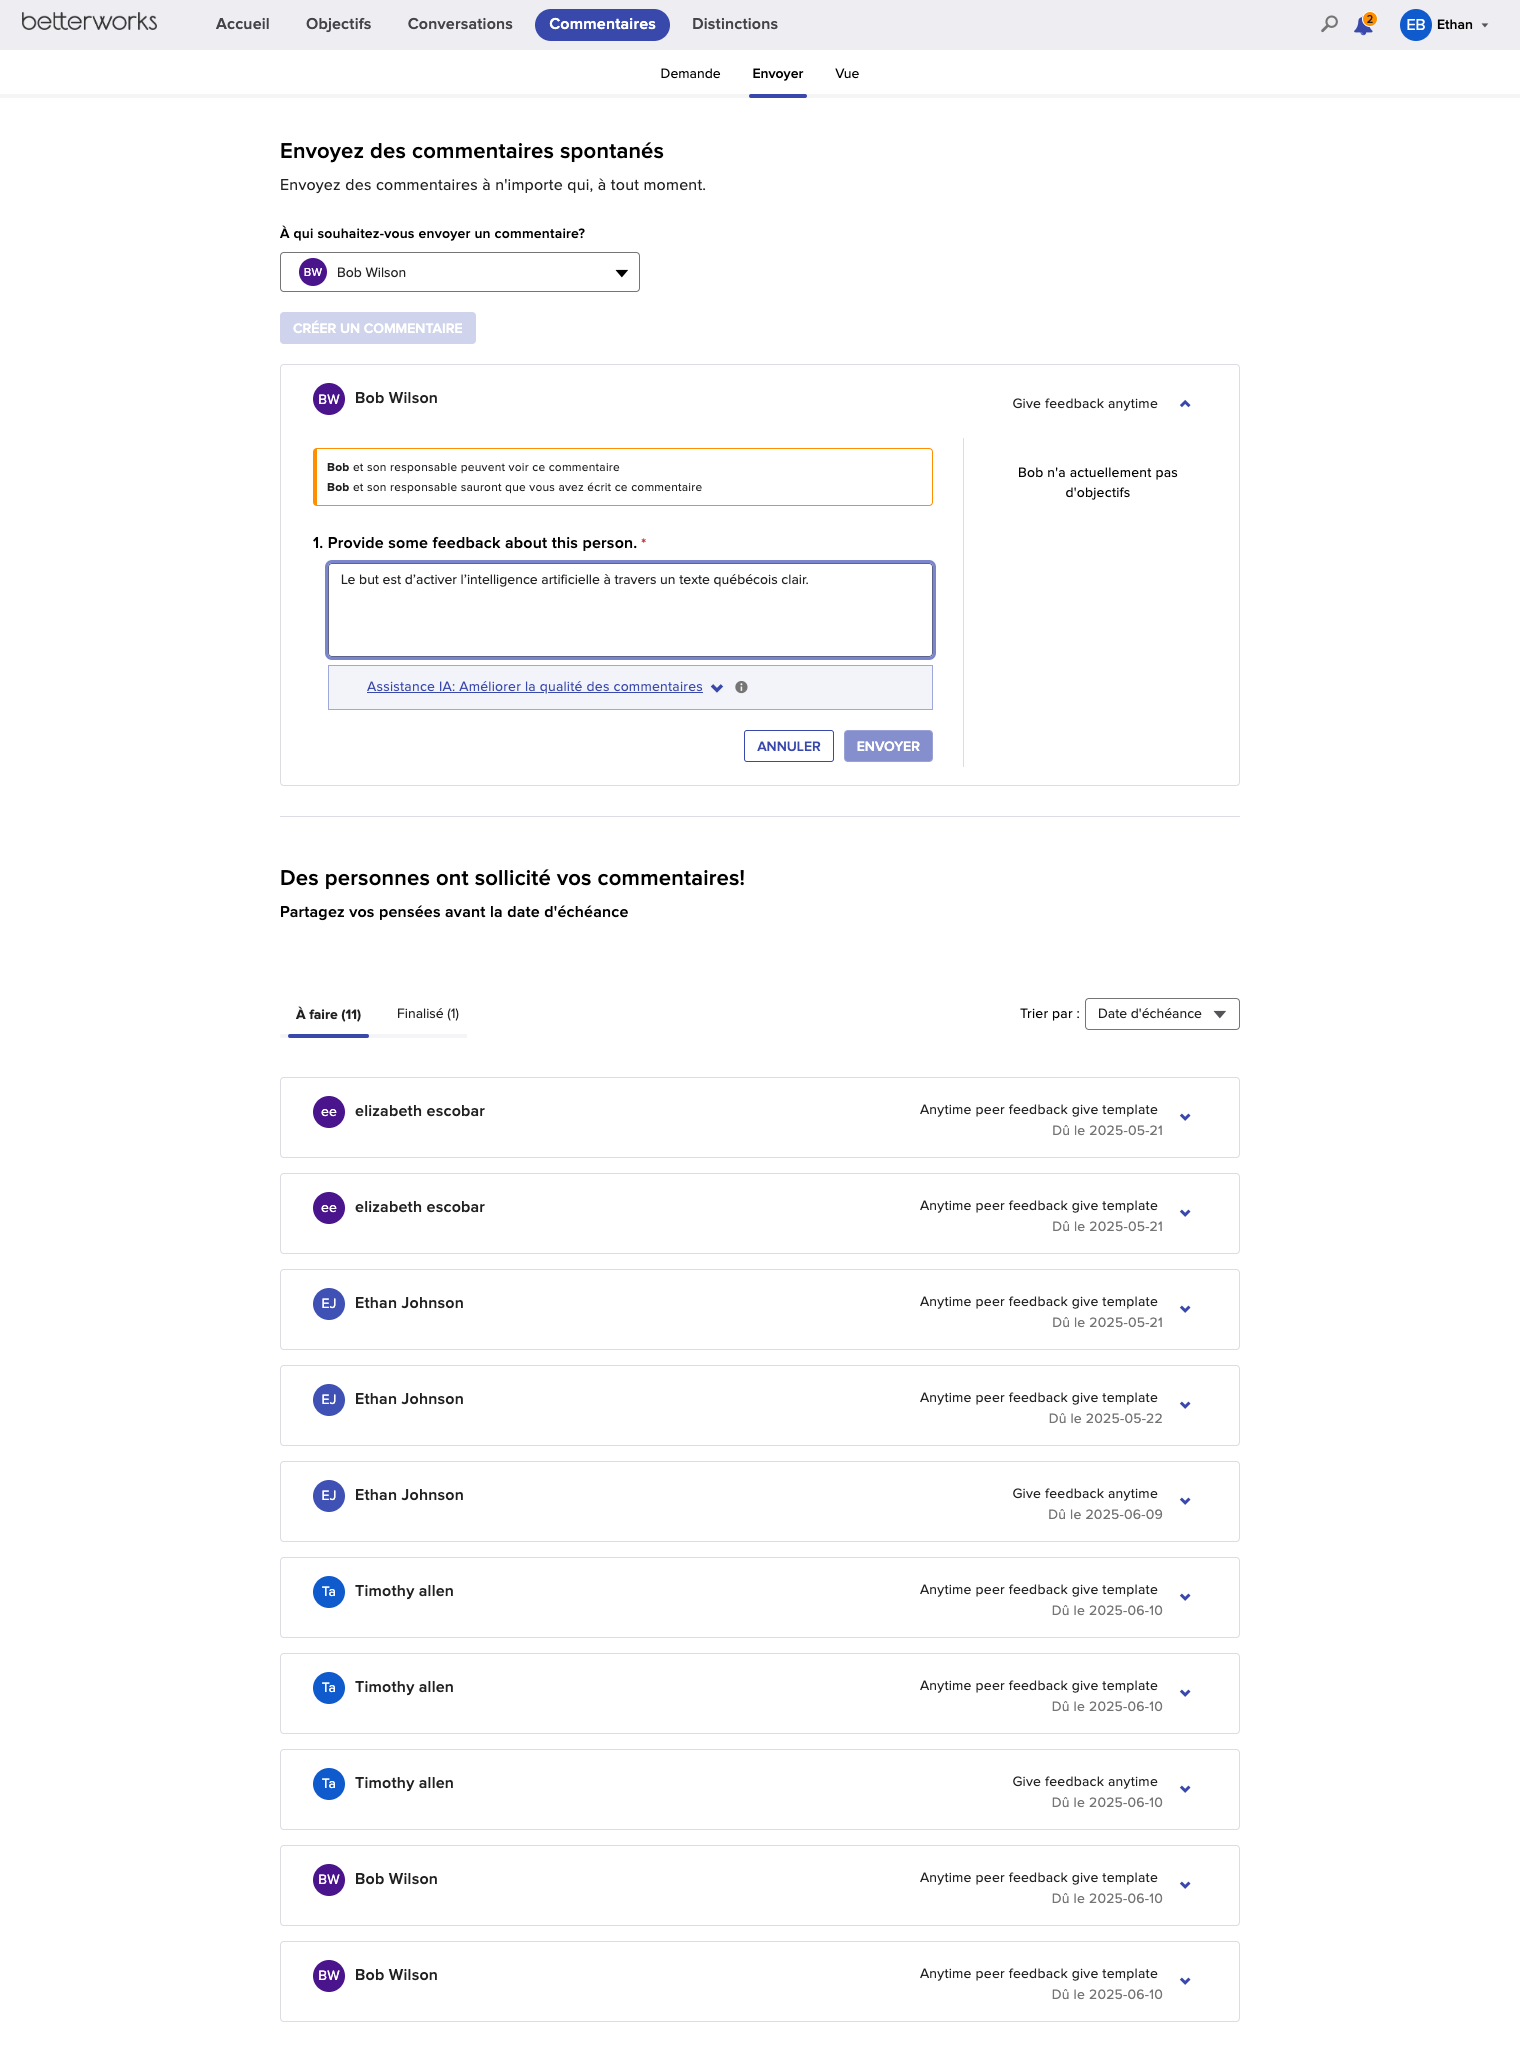 betterworks
Accueil
Objectifs
Conversations
Commentaires
Distinctions
2
EB
Ethan
Demande
Envoyer
Vue
Envoyez des commentaires spontanés
Envoyez des commentaires à n'importe qui, à tout moment.
À qui souhaitez-vous envoyer un commentaire?
BW
Bob Wilson
CRÉER UN COMMENTAIRE
BW
Bob Wilson
Give feedback anytime
Bob et son responsable peuvent voir ce commentaire
Bob et son responsable sauront que vous avez écrit ce commentaire
Bob n'a actuellement pas
d'objectifs
1. Provide some feedback about this person. *
Le but est d’activer l’intelligence artificielle à travers un texte québécois clair.
Assistance IA: Améliorer la qualité des commentaires
ANNULER
ENVOYER
Des personnes ont sollicité vos commentaires!
Partagez vos pensées avant la date d'échéance
À faire (11)
Finalisé (1)
Trier par :
Date d'échéance
ee
elizabeth escobar
Anytime peer feedback give template
Dû le 2025-05-21
ee
elizabeth escobar
Anytime peer feedback give template
Dû le 2025-05-21
EJ
Ethan Johnson
Anytime peer feedback give template
Dû le 2025-05-21
EJ
Ethan Johnson
Anytime peer feedback give template
Dû le 2025-05-22
EJ
Ethan Johnson
Give feedback anytime
Dû le 2025-06-09
Ta
Timothy allen
Anytime peer feedback give template
Dû le 2025-06-10
Ta
Timothy allen
Anytime peer feedback give template
Dû le 2025-06-10
Ta
Timothy allen
Give feedback anytime
Dû le 2025-06-10
BW
Bob Wilson
Anytime peer feedback give template
Dû le 2025-06-10
BW
Bob Wilson
Anytime peer feedback give template
Dû le 2025-06-10